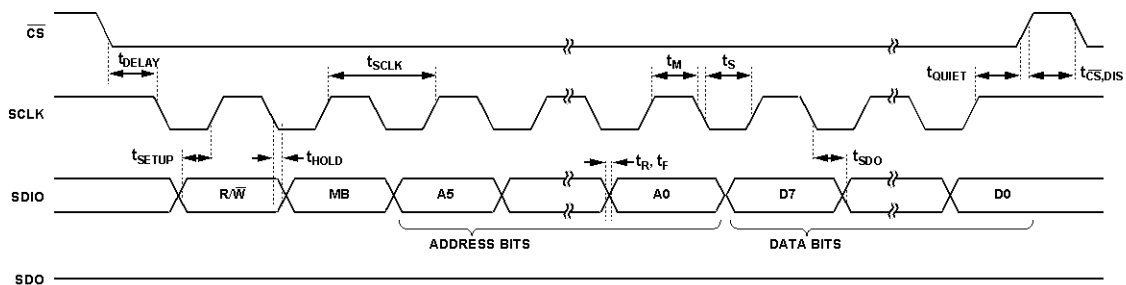 CS
tDELAY
tSCLK
tM
tS
tQUIET
tCS,DIS
SCLK
tSETUP
tHOLD
tR, tF
tSDO
SDIO
R/W
MB
A5
A0
D7
D0
ADDRESS BITS
DATA BITS
SDO